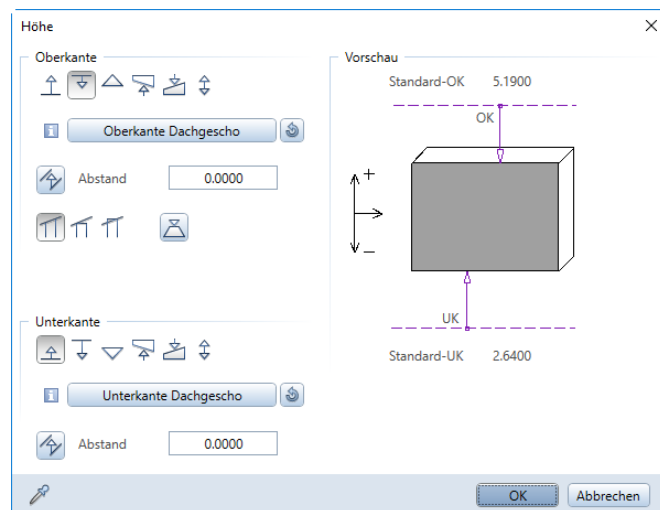 Höhe
Oberkante
Oberkante Dachgescho
Abstand 0.0000
Unterkante
Unterkante Dachgescho
Abstand 0.0000
Vorschau
Standard-OK 5.1900
OK
+
−
UK
Standard-UK 2.6400
OK Abbrechen